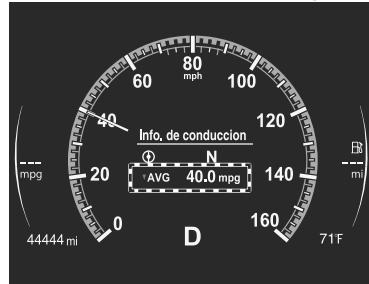 80
mph
60
100
40
120
Info. de conduccion
N
--- mpg
20
AVG 40.0 mpg
140
--- mi
0
160
44444 mi
D
71°F